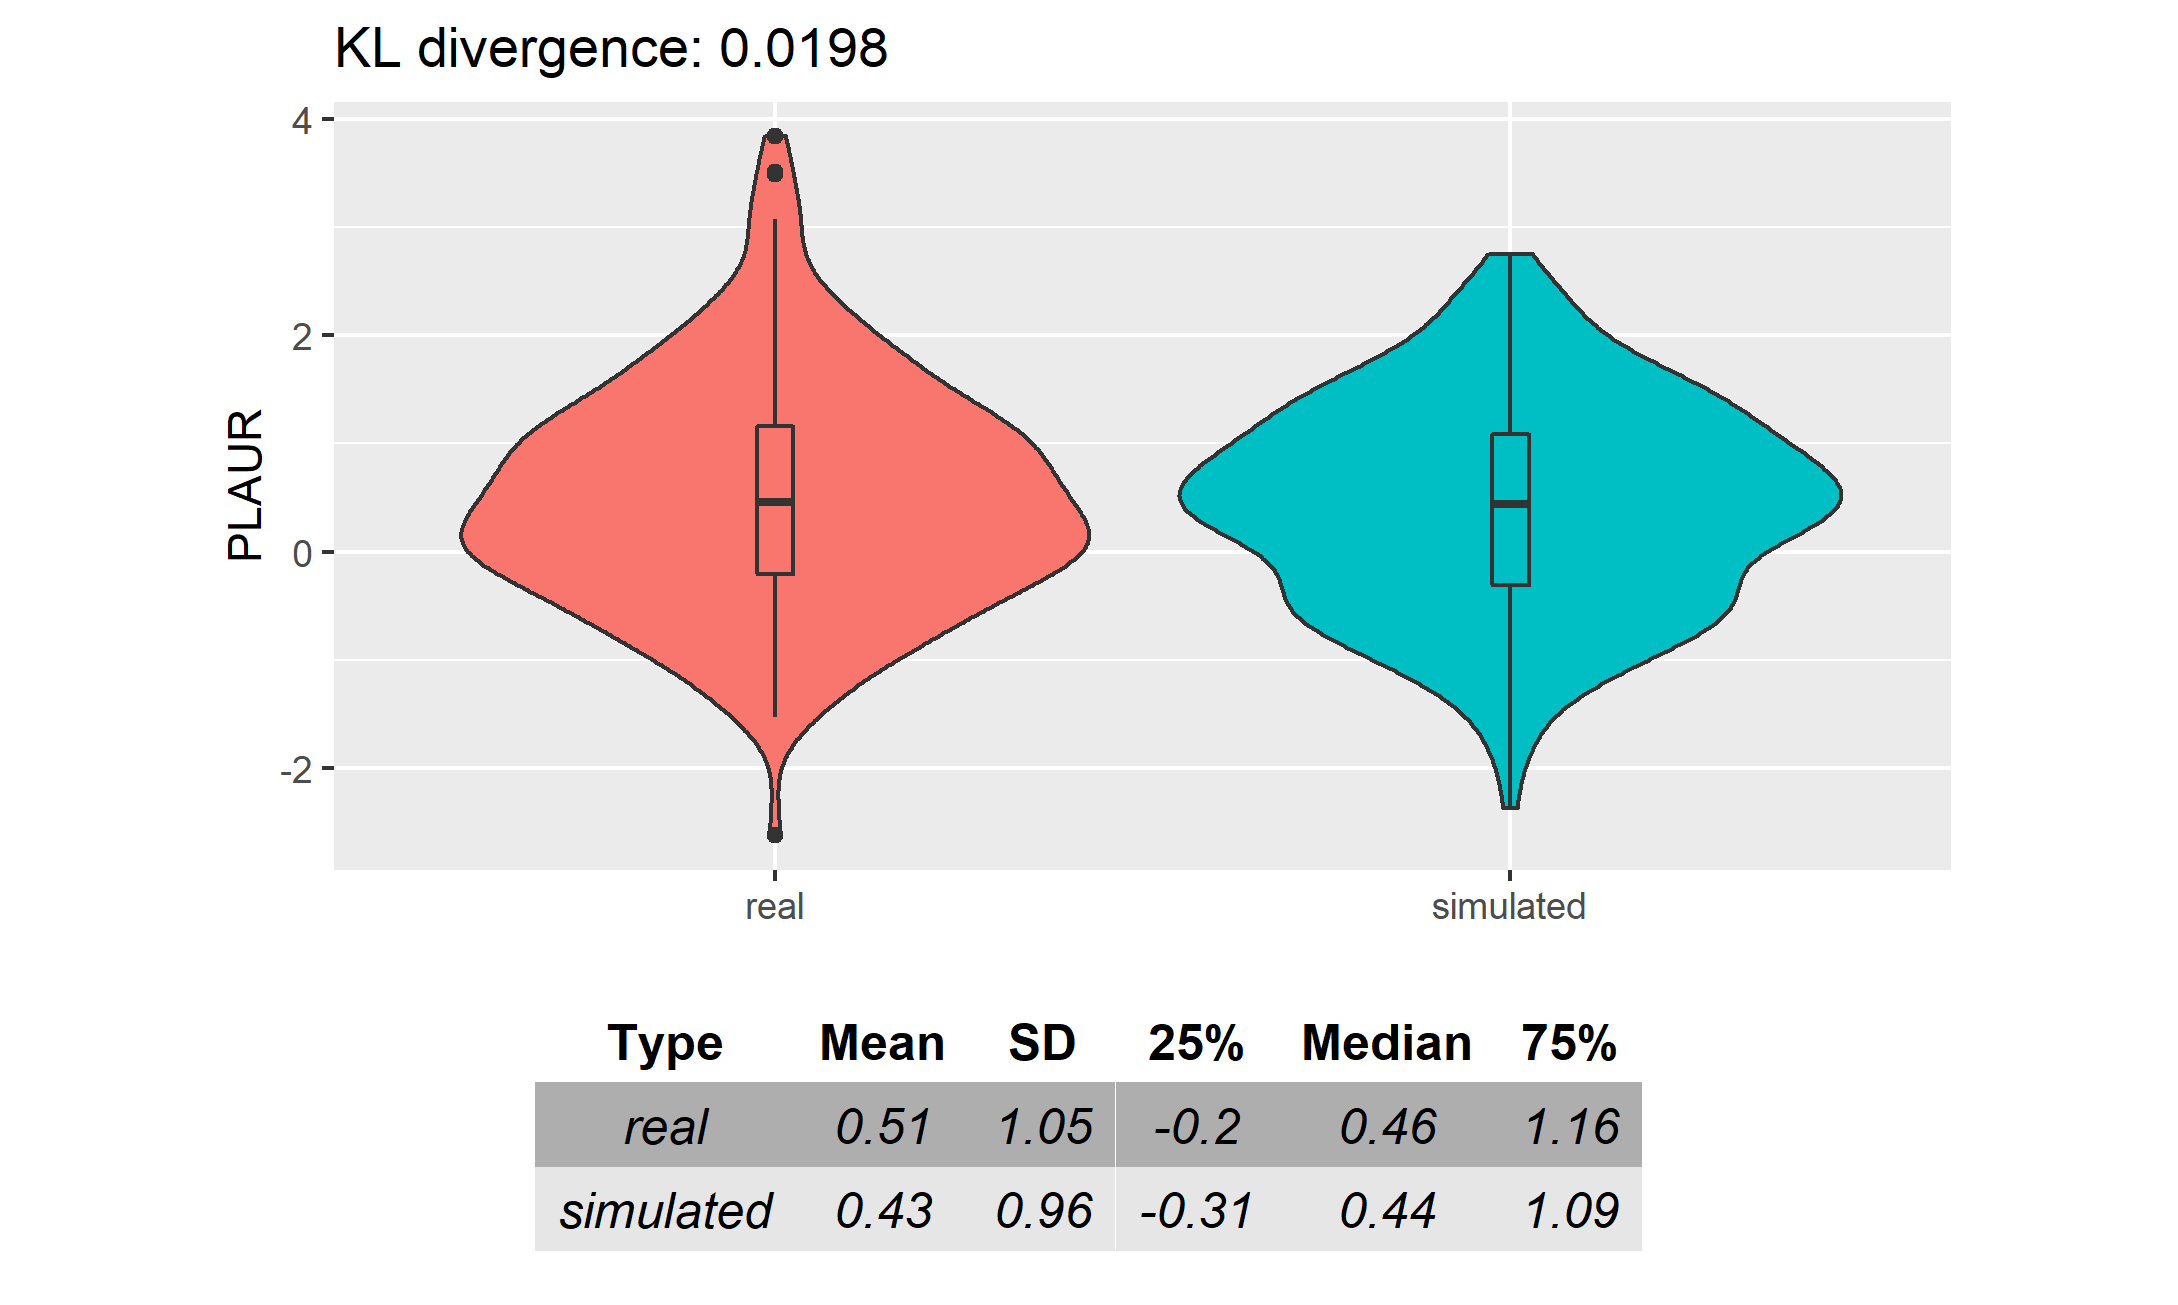 KL divergence: 0.0198
4
2
0
-2
PLAUR
real simulated
Type Mean SD 25% Median 75%
real 0.51 1.05 -0.2 0.46 1.16
simulated 0.43 0.96 -0.31 0.44 1.09